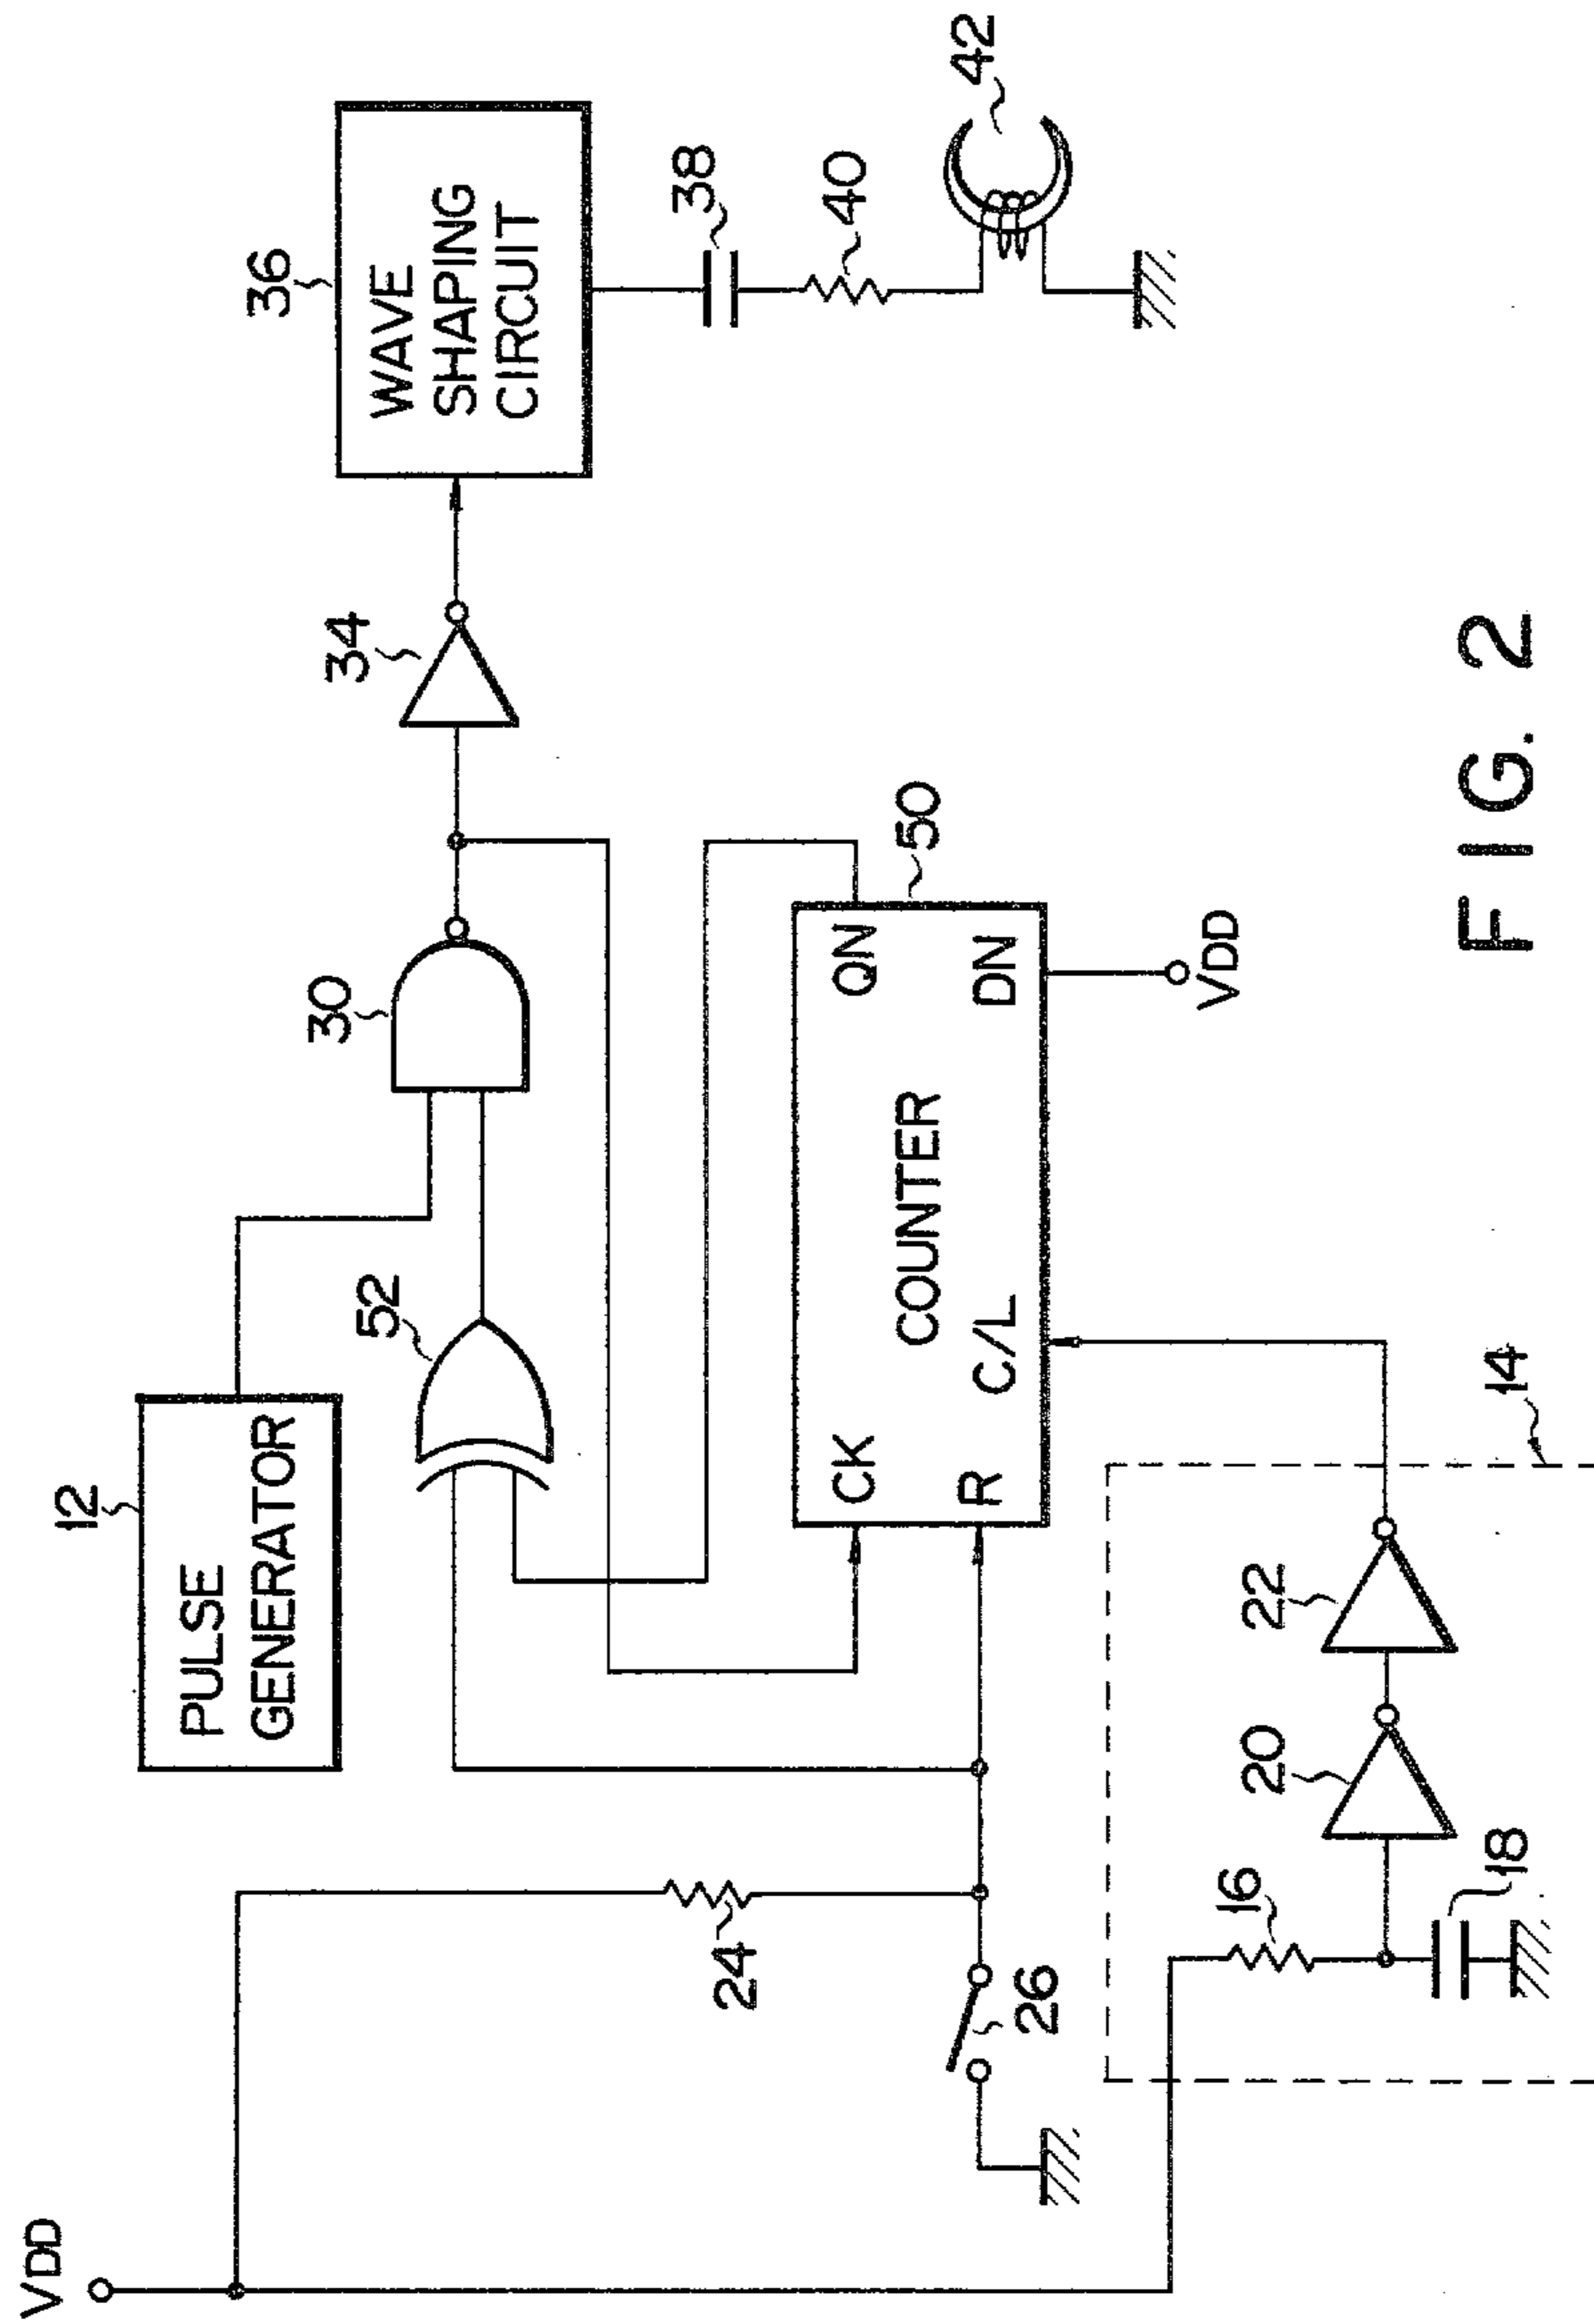 VDD
12
PULSE
GENERATOR
52
30
34
36
WAVE
SHAPING
CIRCUIT
38
40
42
24
26
CK
R
COUNTER
C/L
QN
DN
50
VDD
16
18
20
22
14
FIG. 2